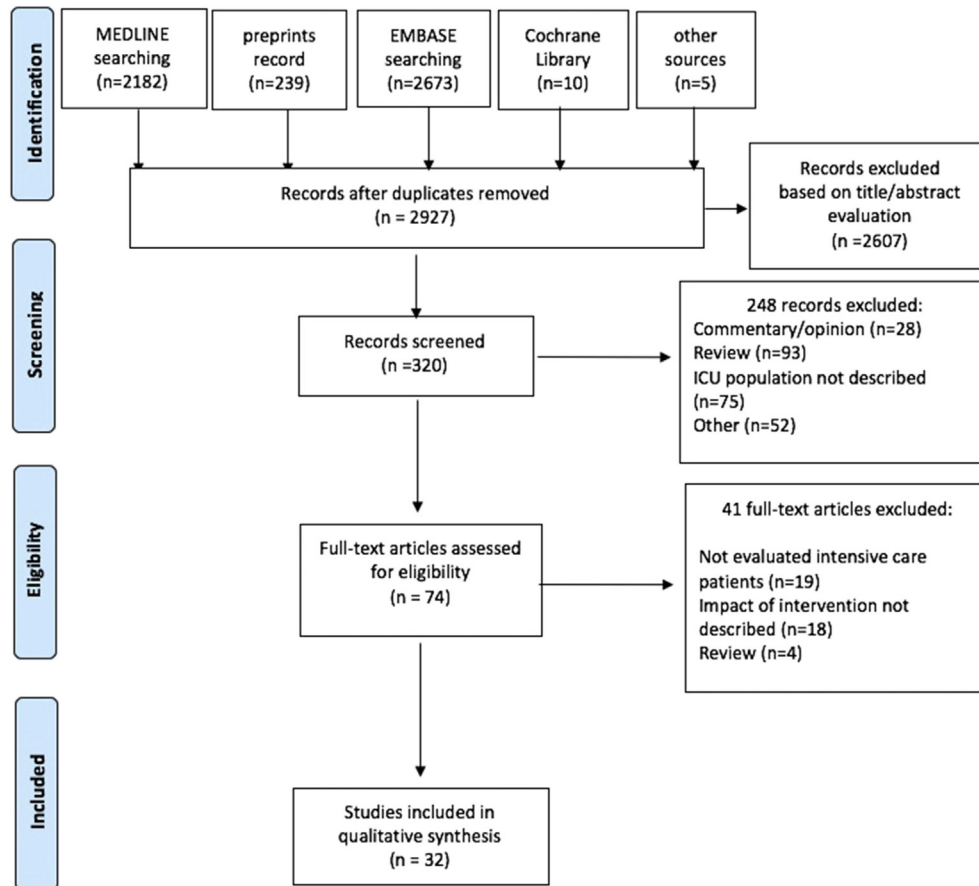 Identification
MEDLINE
searching
(n=2182)
preprints
record
(n=239)
EMBASE
searching
(n=2673)
Cochrane
Library
(n=10)
other
sources
(n=5)
Records after duplicates removed
(n = 2927)
Records excluded
based on title/abstract
evaluation
(n =2607)
Screening
Records screened
(n =320)
248 records excluded:
Commentary/opinion (n=28)
Review (n=93)
ICU population not described
(n=75)
Other (n=52)
Eligibility
Full-text articles assessed
for eligibility
(n = 74)
41 full-text articles excluded:
Not evaluated intensive care
patients (n=19)
Impact of intervention not
described (n=18)
Review (n=4)
Included
Studies included in
qualitative synthesis
(n = 32)